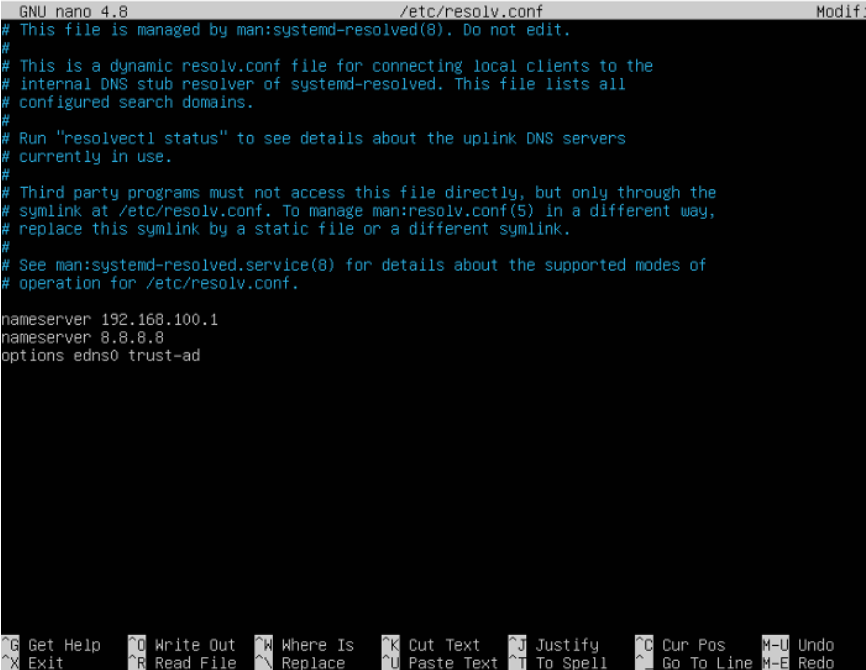 GNU nano 4.8 /etc/resolv.conf Modifi
# This file is managed by man:systemd-resolved(8). Do not edit.
#
# This is a dynamic resolv.conf file for connecting local clients to the
# internal DNS stub resolver of systemd-resolved. This file lists all
# configured search domains.
#
# Run "resolvectl status" to see details about the uplink DNS servers
# currently in use.
#
# Third party programs must not access this file directly, but only through the
# symlink at /etc/resolv.conf. To manage man:resolv.conf(5) in a different way,
# replace this symlink by a static file or a different symlink.
#
# See man:systemd-resolved.service(8) for details about the supported modes of
# operation for /etc/resolv.conf.
nameserver 192.168.100.1
nameserver 8.8.8.8
options edns0 trust-ad
^G Get Help ^O Write Out ^W Where Is ^K Cut Text ^J Justify ^C Cur Pos M-U Undo
^X Exit ^R Read File ^\ Replace ^U Paste Text ^T To Spell ^_ Go To Line M-E Redo